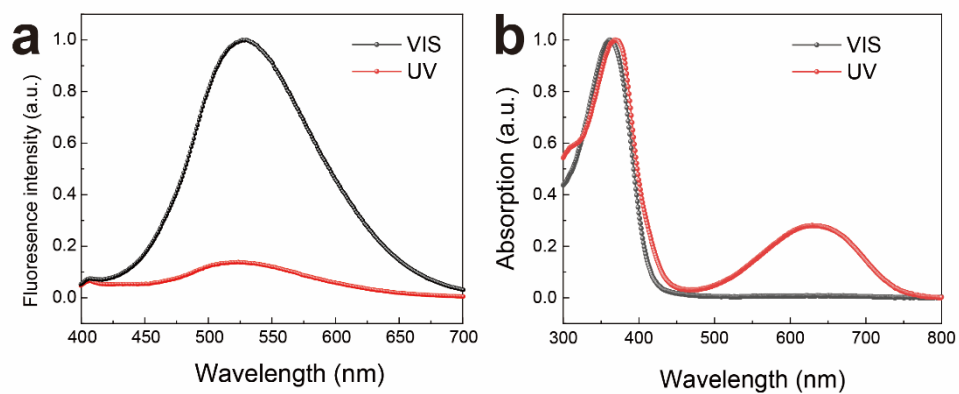 a
VIS
UV
Fluoresence intensity (a.u.)
1.0
0.8
0.6
0.4
0.2
0.0
400 450 500 550 600 650 700
Wavelength (nm)
b
VIS
UV
Absorption (a.u.)
1.0
0.8
0.6
0.4
0.2
0.0
300 400 500 600 700 800
Wavelength (nm)